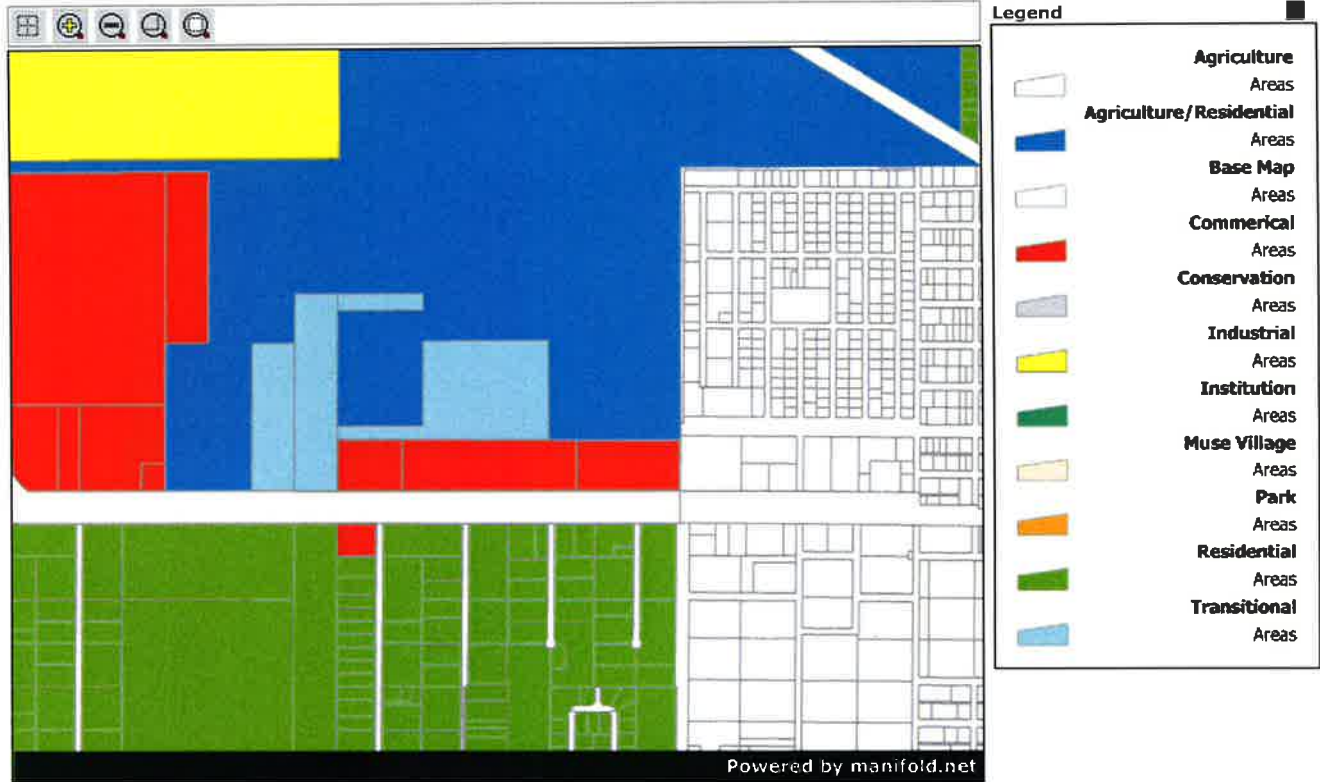 Legend
Agriculture
Areas
Agriculture/Residential
Areas
Base Map
Areas
Commerical
Areas
Conservation
Areas
Industrial
Areas
Institution
Areas
Muse Village
Areas
Park
Areas
Residential
Areas
Transitional
Areas
Powered by manifold.net